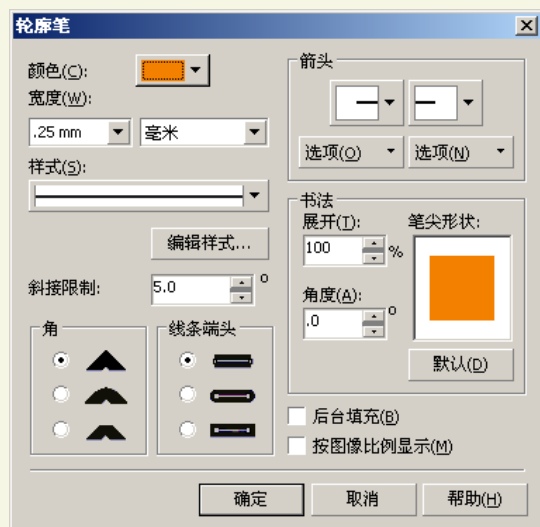 轮廓笔
颜色(C):
宽度(W):
.25 mm
毫米
样式(S):
编辑样式...
斜接限制:
5.0
°
角
线条端头
箭头
选项(O)
选项(N)
书法
展开(T):
100
%
角度(A):
.0
°
笔尖形状:
默认(D)
后台填充(B)
按图像比例显示(M)
确定
取消
帮助(H)